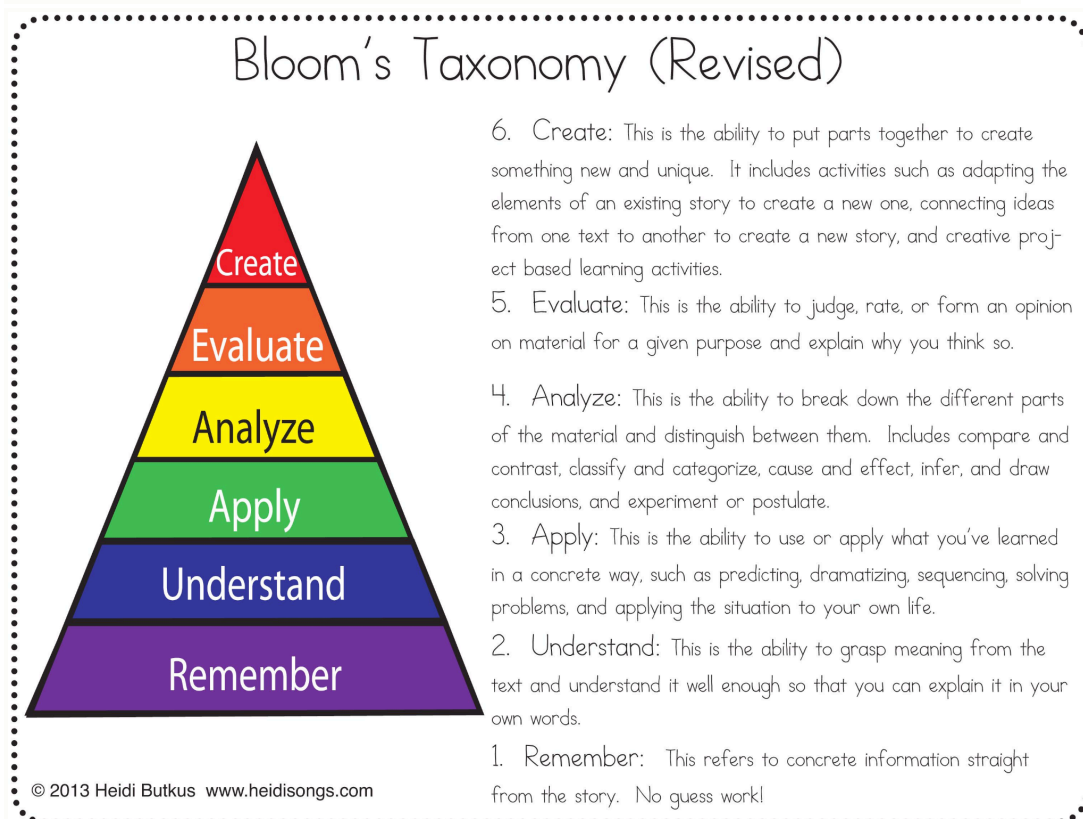 Bloom's Taxonomy (Revised)
Create
Evaluate
Analyze
Apply
Understand
Remember
6. Create: This is the ability to put parts together to create
something new and unique. It includes activities such as adapting the
elements of an existing story to create a new one, connecting ideas
from one text to another to create a new story, and creative proj-
ect based learning activities.
5. Evaluate: This is the ability to judge, rate, or form an opinion
on material for a given purpose and explain why you think so.
4. Analyze: This is the ability to break down the different parts
of the material and distinguish between them. Includes compare and
contrast, classify and categorize, cause and effect, infer, and draw
conclusions, and experiment or postulate.
3. Apply: This is the ability to use or apply what you've learned
in a concrete way, such as predicting, dramatizing, sequencing, solving
problems, and applying the situation to your own life.
2. Understand: This is the ability to grasp meaning from the
text and understand it well enough so that you can explain it in your
own words.
1. Remember: This refers to concrete information straight
from the story. No guess work!
© 2013 Heidi Butkus www.heidisongs.com